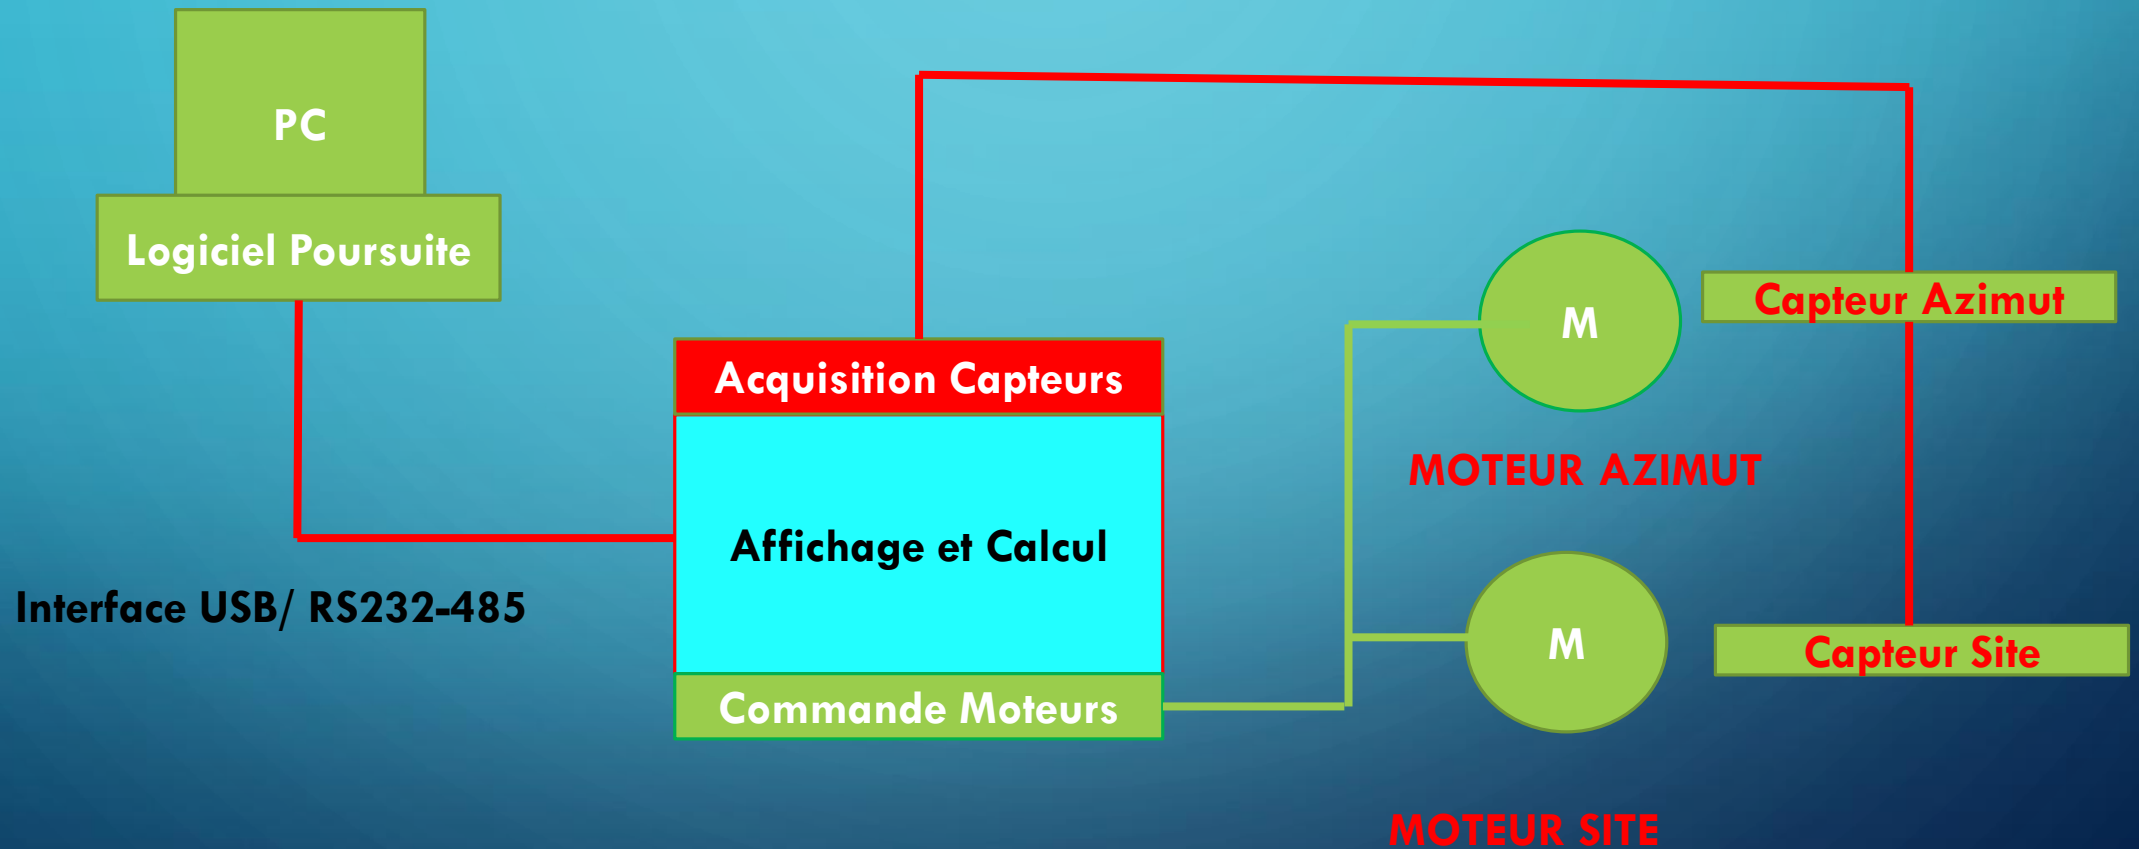 PC
Logiciel Poursuite
Interface USB/ RS232-485
Acquisition Capteurs
Affichage et Calcul
Commande Moteurs
M
MOTEUR AZIMUT
M
MOTEUR SITE
Capteur Azimut
Capteur Site